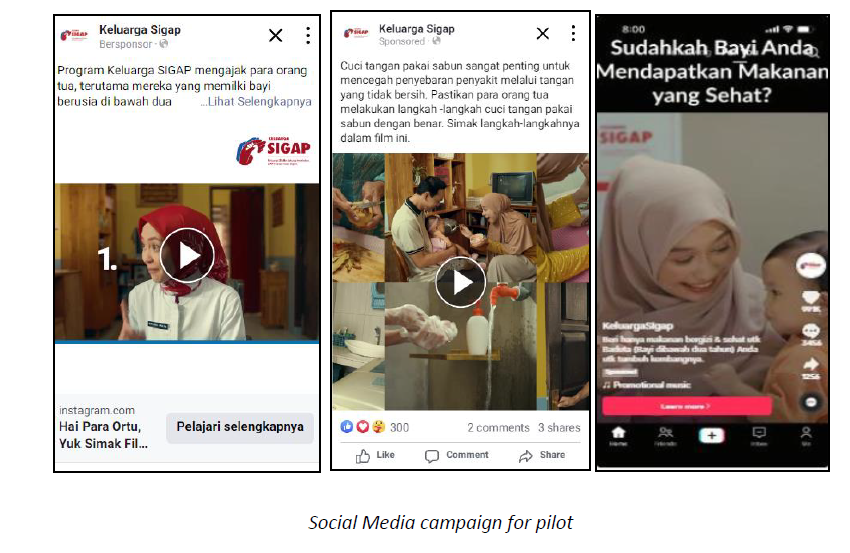 Keluarga Sigap
Bersponsor ·
Program Keluarga SIGAP mengajak para orang
tua, terutama mereka yang memilki bayi
berusia di bawah dua ...Lihat Selengkapnya
SIGAP
1.
instagram.com
Hai Para Ortu,
Yuk Simak Fil...
Pelajari selengkapnya
Keluarga Sigap
Sponsored ·
Cuci tangan pakai sabun sangat penting untuk
mencegah penyebaran penyakit melalui tangan
yang tidak bersih. Pastikan para orang tua
melakukan langkah -langkah cuci tangan pakai
sabun dengan benar. Simak langkah-langkahnya
dalam film ini.
300
2 comments 3 shares
Like Comment Share
8:00
Sudahkah Bayi Anda
Mendapatkan Makanan
yang Sehat?
SIGAP
KeluargaSigap
Beri hanya makanan bergizi & sehat utk
Baduta (Bayi dibawah dua tahun) Anda
utk tumbuh kembangnya.
Sponsored
Promotional music
3456
1256
Learn more >
Home Friends Inbox Me
Social Media campaign for pilot